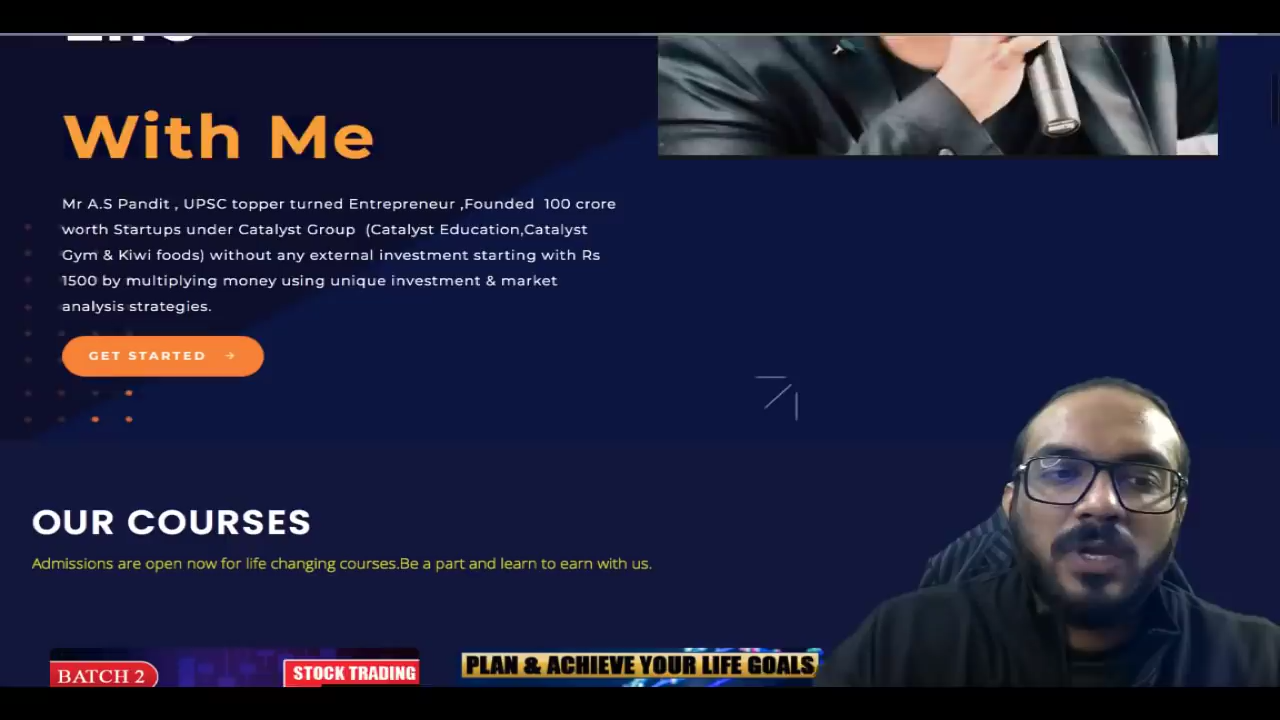 With Me
Mr A.S Pandit , UPSC topper turned Entrepreneur ,Founded 100 crore
worth Startups under Catalyst Group (Catalyst Education,Catalyst
Gym & Kiwi foods) without any external investment starting with Rs
1500 by multiplying money using unique investment & market
analysis strategies.
GET STARTED
OUR COURSES
Admissions are open now for life changing courses.Be a part and learn to earn with us.
BATCH 2
STOCK TRADING
PLAN & ACHIEVE YOUR LIFE GOALS